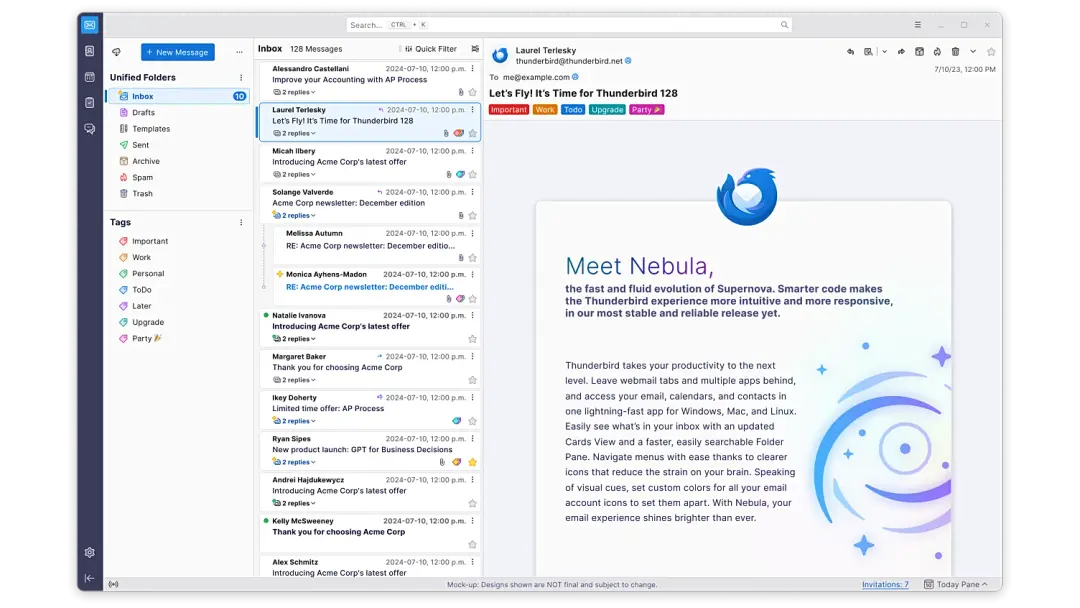 Search... CTRL + K
+ New Message
Unified Folders
Inbox 10
Drafts
Templates
Sent
Archive
Spam
Trash
Tags
Important
Work
Personal
ToDo
Later
Upgrade
Party
Inbox 128 Messages Quick Filter
Alessandro Castellani 2024-07-10, 12:00 p.m.
Improve your Accounting with AP Process
2 replies
Laurel Terlesky 2024-07-10, 12:00 p.m.
Let's Fly! It's Time for Thunderbird 128
2 replies
Micah Ilbery 2024-07-10, 12:00 p.m.
Introducing Acme Corp's latest offer
2 replies
Solange Valverde 2024-07-10, 12:00 p.m.
Acme Corp newsletter: December edition
2 replies
Melissa Autumn 2024-07-10, 12:00 p.m.
RE: Acme Corp newsletter: December editio...
Monica Ayhens-Madon 2024-07-10, 12:00 p.m.
RE: Acme Corp newsletter: December editi...
Natalie Ivanova 2024-07-10, 12:00 p.m.
Introducing Acme Corp's latest offer
2 replies
Margaret Baker 2024-07-10, 12:00 p.m.
Thank you for choosing Acme Corp
2 replies
Ikey Doherty 2024-07-10, 12:00 p.m.
Limited time offer: AP Process
2 replies
Ryan Sipes 2024-07-10, 12:00 p.m.
New product launch: GPT for Business Decisions
2 replies
Andrei Hajdukewycz 2024-07-10, 12:00 p.m.
Introducing Acme Corp's latest offer
2 replies
Kelly McSweeney 2024-07-10, 12:00 p.m.
Thank you for choosing Acme Corp
Alex Schmitz 2024-07-10, 12:00 p.m.
Introducing Acme Corp's latest offer
Laurel Terlesky
thunderbird@thunderbird.net
To me@example.com
7/10/23, 12:00 PM
Let's Fly! It's Time for Thunderbird 128
Important Work Todo Upgrade Party
Meet Nebula,
the fast and fluid evolution of Supernova. Smarter code makes
the Thunderbird experience more intuitive and more responsive,
in our most stable and reliable release yet.
Thunderbird takes your productivity to the next
level. Leave webmail tabs and multiple apps behind,
and access your email, calendars, and contacts in
one lightning-fast app for Windows, Mac, and Linux.
Easily see what's in your inbox with an updated
Cards View and a faster, easily searchable Folder
Pane. Navigate menus with ease thanks to clearer
icons that reduce the strain on your brain. Speaking
of visual cues, set custom colors for all your email
account icons to set them apart. With Nebula, your
email experience shines brighter than ever.
Mock-up: Designs shown are NOT final and subject to change.
Invitations: 7 Today Pane